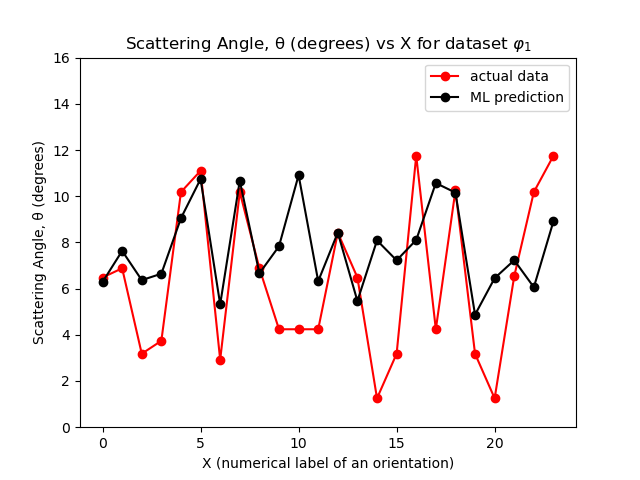 Scattering Angle, θ (degrees) vs X for dataset φ₁
actual data
ML prediction
16
14
12
10
8
6
4
2
0
Scattering Angle, θ (degrees)
0 5 10 15 20
X (numerical label of an orientation)